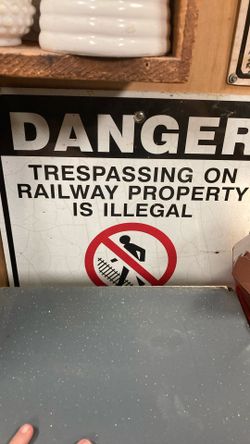 DANGER
TRESPASSING ON
RAILWAY PROPERTY
IS ILLEGAL